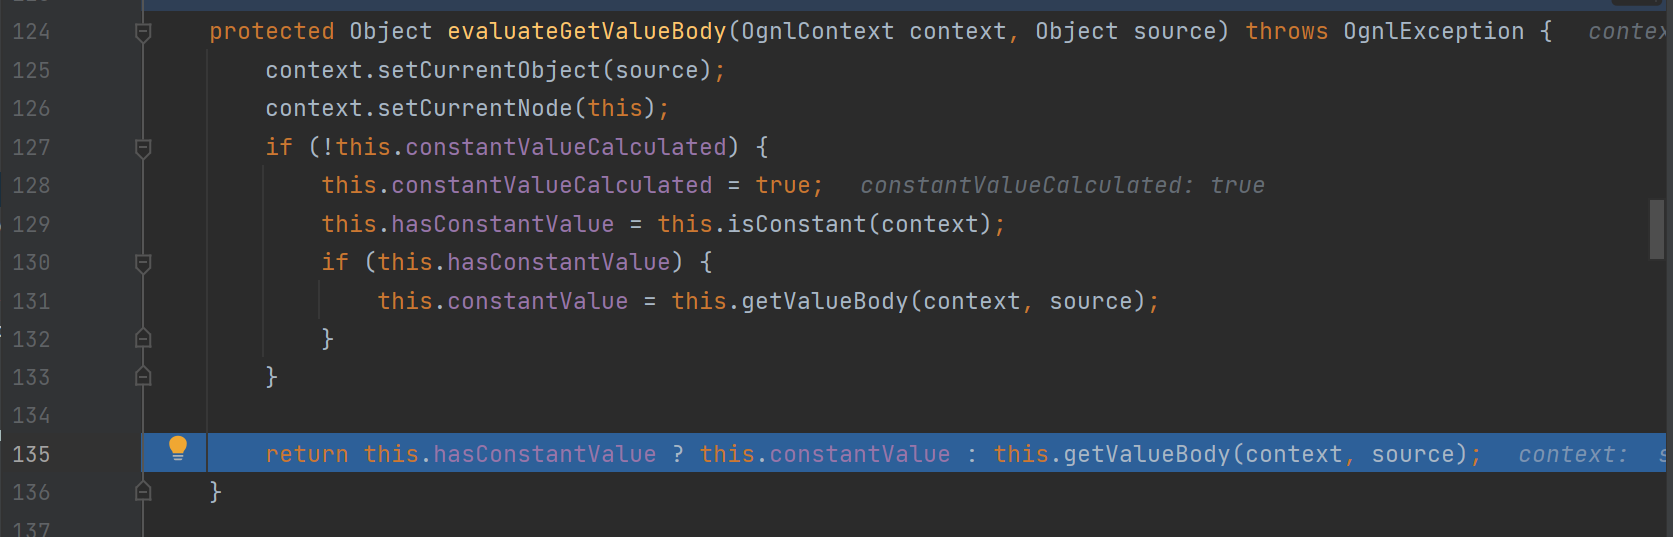 124 protected Object evaluateGetValueBody(OgnlContext context, Object source) throws OgnlException {
125 context.setCurrentObject(source);
126 context.setCurrentNode(this);
127 if (!this.constantValueCalculated) {
128 this.constantValueCalculated = true; constantValueCalculated: true
129 this.hasConstantValue = this.isConstant(context);
130 if (this.hasConstantValue) {
131 this.constantValue = this.getValueBody(context, source);
132 }
133 }
134
135 return this.hasConstantValue ? this.constantValue : this.getValueBody(context, source); context:
136 }
137